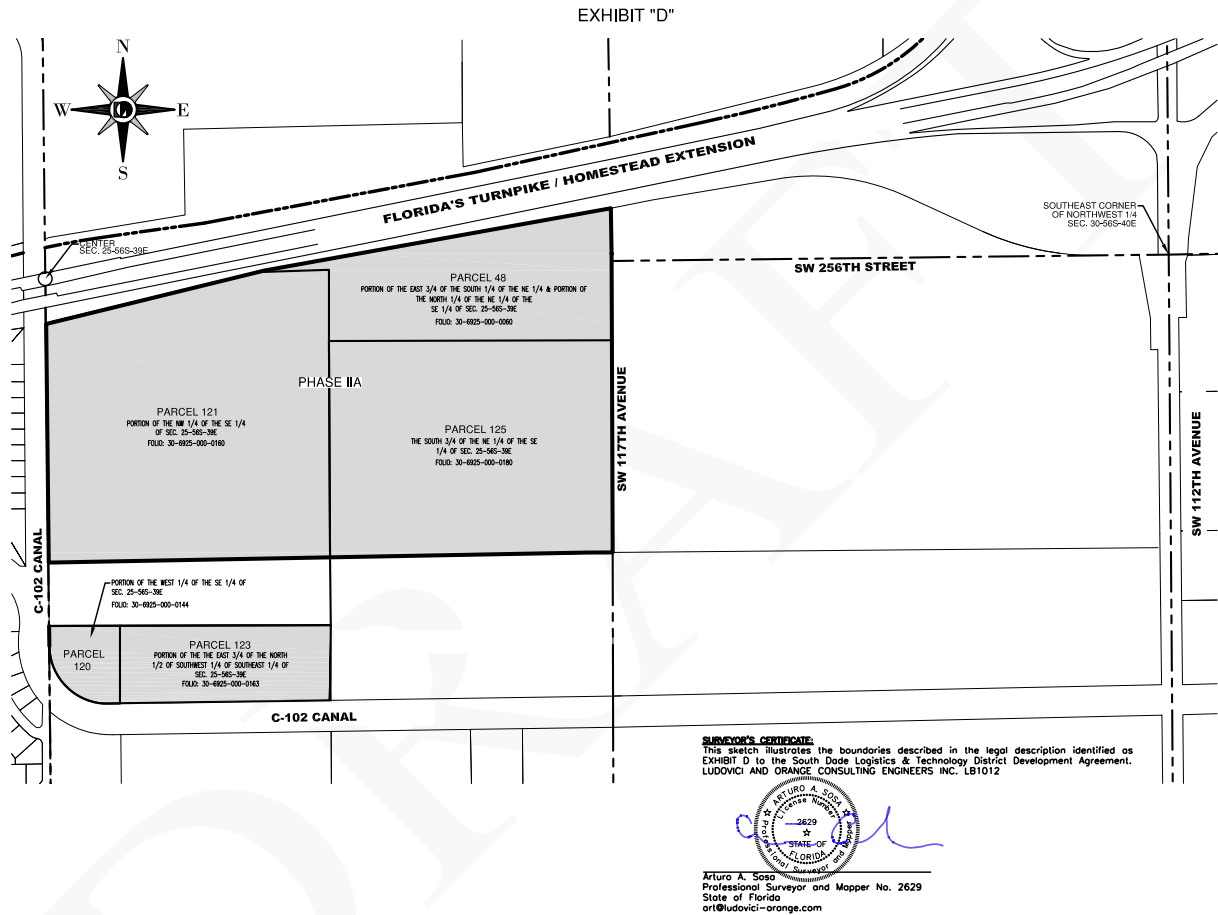 EXHIBIT "D"
N
W
E
S
FLORIDA'S TURNPIKE / HOMESTEAD EXTENSION
CENTER
SEC. 25-56S-39E
SOUTHEAST CORNER
OF NORTHWEST 1/4
SEC. 30-56S-40E
SW 256TH STREET
PARCEL 48
PORTION OF THE EAST 3/4 OF THE SOUTH 1/4 OF THE NE 1/4 & PORTION OF
THE NORTH 1/4 OF THE NE 1/4 OF THE
SE 1/4 OF SEC. 25-56S-39E
FOLIO: 30-6925-000-0060
PHASE IIA
PARCEL 121
PORTION OF THE NW 1/4 OF THE SE 1/4
OF SEC. 25-56S-39E
FOLIO: 30-6925-000-0160
PARCEL 125
THE SOUTH 3/4 OF THE NE 1/4 OF THE SE
1/4 OF SEC. 25-56S-39E
FOLIO: 30-6925-000-0180
SW 117TH AVENUE
SW 112TH AVENUE
C-102 CANAL
PORTION OF THE WEST 1/4 OF THE SE 1/4 OF
SEC. 25-56S-39E
FOLIO: 30-6925-000-0144
PARCEL
120
PARCEL 123
PORTION OF THE THE EAST 3/4 OF THE NORTH
1/2 OF SOUTHWEST 1/4 OF SOUTHEAST 1/4 OF
SEC. 25-56S-39E
FOLIO: 30-6925-000-0163
C-102 CANAL
SURVEYOR'S CERTIFICATE:
This sketch illustrates the boundaries described in the legal description identified as
EXHIBIT D to the South Dade Logistics & Technology District Development Agreement.
LUDOVICI AND ORANGE CONSULTING ENGINEERS INC. LB1012
ARTURO A. SOSA
License Number
2629
STATE OF
FLORIDA
Professional Surveyor and Mapper
Arturo A. Sosa
Professional Surveyor and Mapper No. 2629
State of Florida
art@ludovici-orange.com
DRAFT